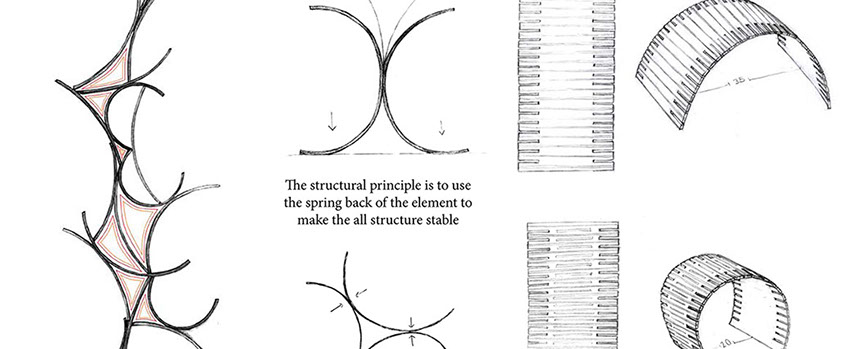 25
The structural principle is to use
the spring back of the element to
make the all structure stable
20